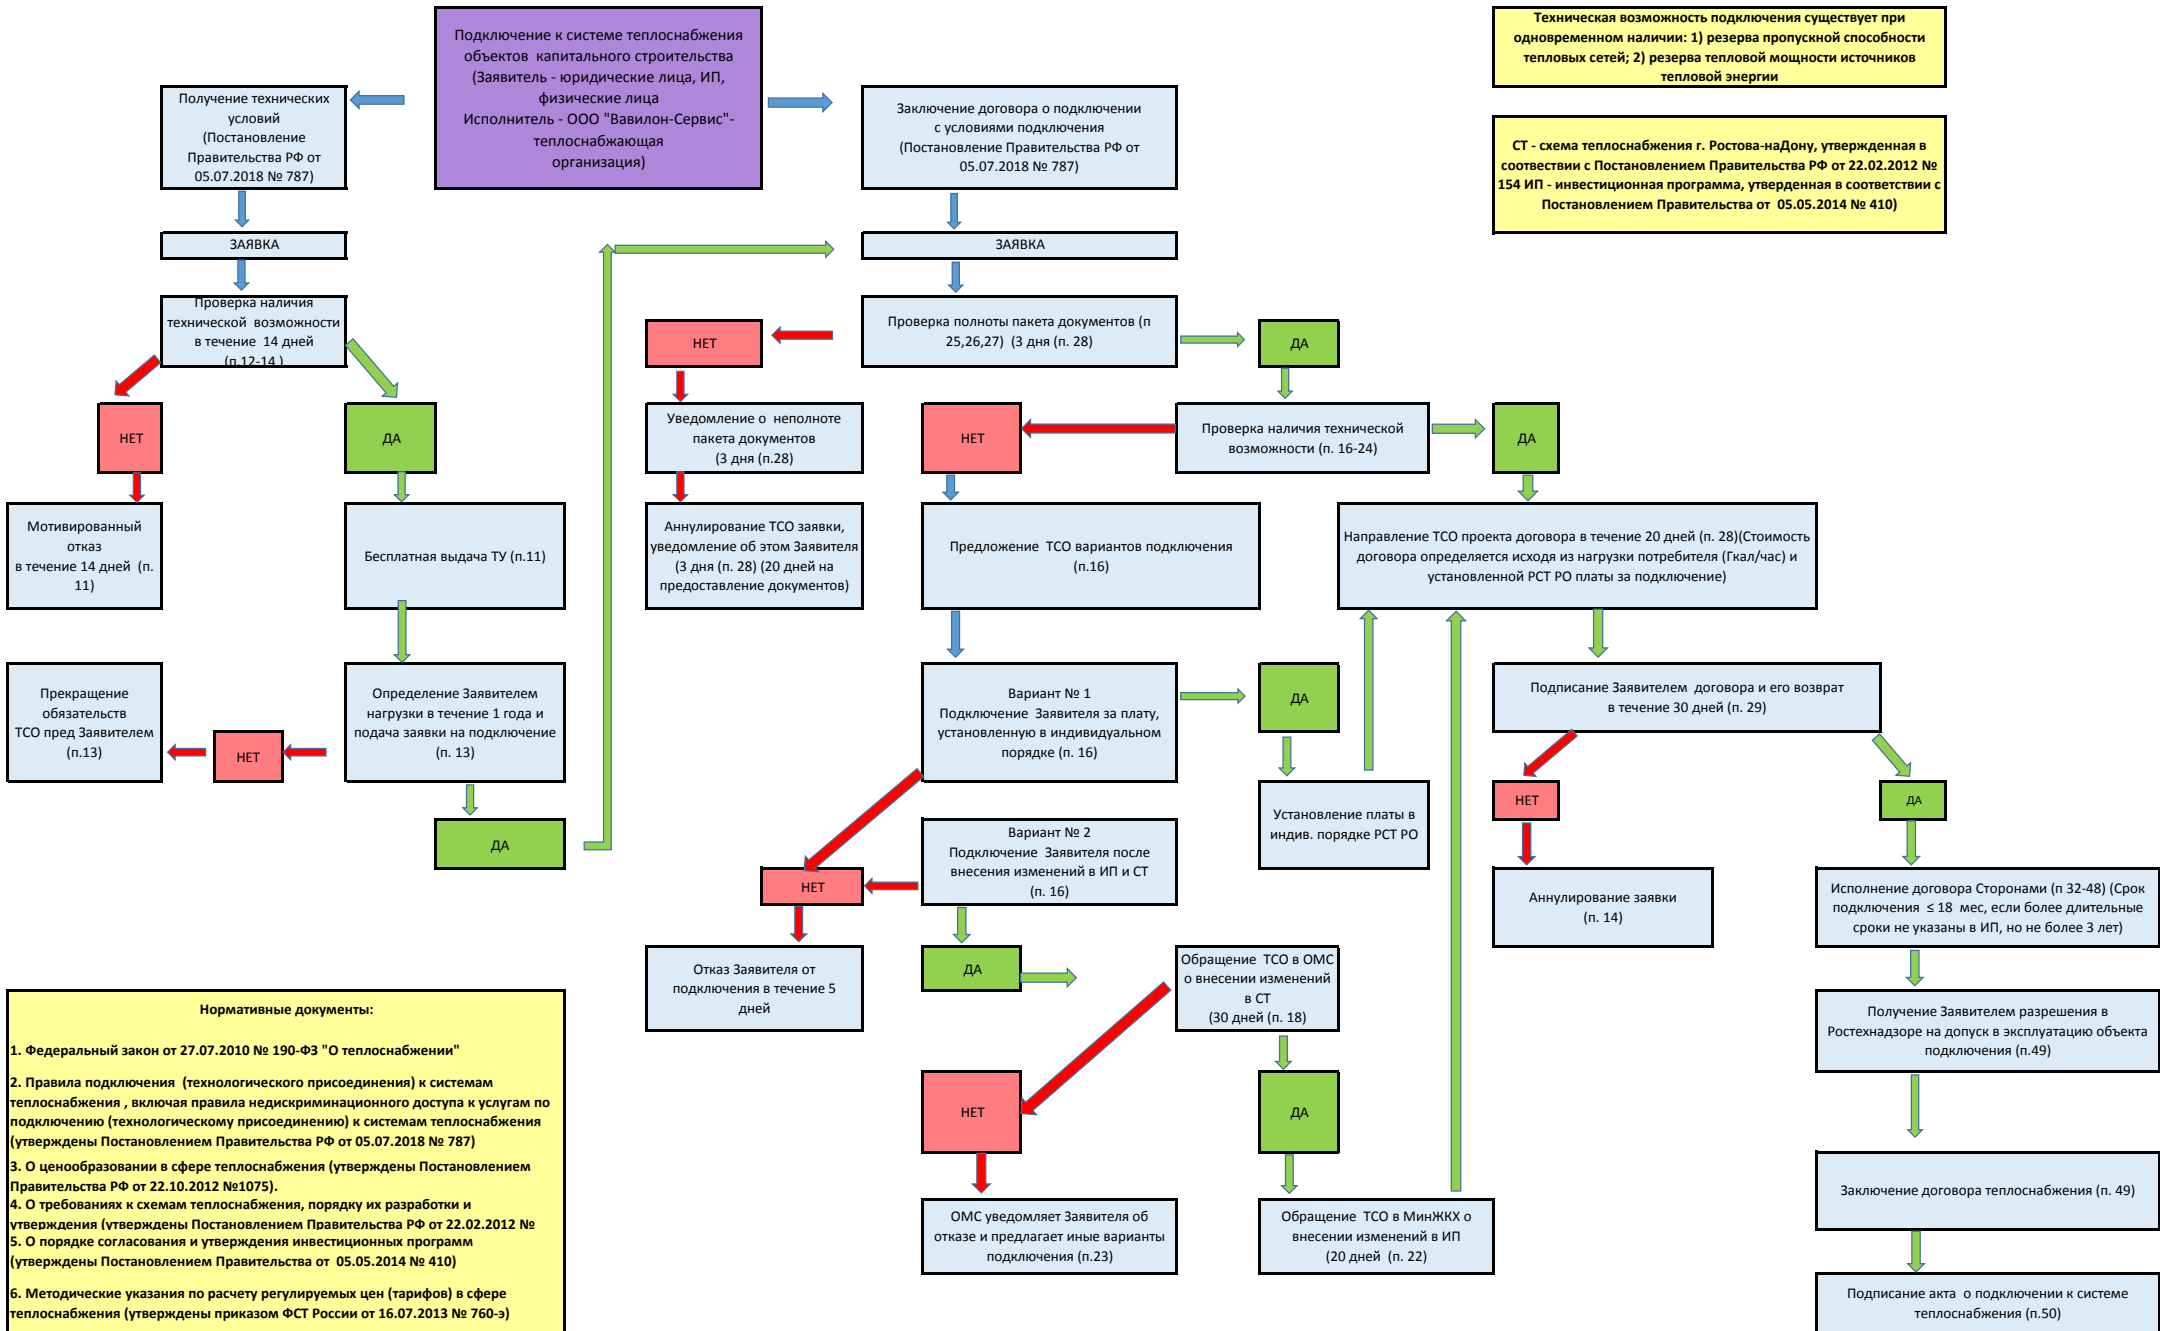 Подключение к системе теплоснабжения
объектов капитального строительства
(Заявитель - юридические лица, ИП,
физические лица
Исполнитель - ООО "Вавилон-Сервис"-
теплоснабжающая
организация)
Техническая возможность подключения существует при
одновременном наличии: 1) резерва пропускной способности
тепловых сетей; 2) резерва тепловой мощности источников
тепловой энергии
СТ - схема теплоснабжения г. Ростова-наДону, утвержденная в
соотвествии с Постановлением Правительства РФ от 22.02.2012 №
154 ИП - инвестиционная программа, утверденная в соответствии с
Постановлением Правительства от 05.05.2014 № 410)
Получение технических
условий
(Постановление
Правительства РФ от
05.07.2018 № 787)
Заключение договора о подключении
с условиями подключения
(Постановление Правительства РФ от
05.07.2018 № 787)
ЗАЯВКА
ЗАЯВКА
Проверка наличия
технической возможности
в течение 14 дней
(п.12-14 )
НЕТ
Проверка полноты пакета документов (п
25,26,27) (3 дня (п. 28)
ДА
НЕТ
ДА
Уведомление о неполноте
пакета документов
(3 дня (п.28)
НЕТ
Проверка наличия технической
возможности (п. 16-24)
ДА
Мотивированный
отказ
в течение 14 дней (п.
11)
Бесплатная выдача ТУ (п.11)
Аннулирование ТСО заявки,
уведомление об этом Заявителя
(3 дня (п. 28) (20 дней на
предоставление документов)
Предложение ТСО вариантов подключения
(п.16)
Направление ТСО проекта договора в течение 20 дней (п. 28)(Стоимость
договора определяется исходя из нагрузки потребителя (Гкал/час) и
установленной РСТ РО платы за подключение)
Прекращение
обязательств
ТСО пред Заявителем
(п.13)
НЕТ
Определение Заявителем
нагрузки в течение 1 года и
подача заявки на подключение
(п. 13)
Вариант № 1
Подключение Заявителя за плату,
установленную в индивидуальном
порядке (п. 16)
ДА
Подписание Заявителем договора и его возврат
в течение 30 дней (п. 29)
ДА
Установление платы в
индив. порядке РСТ РО
НЕТ
ДА
Вариант № 2
Подключение Заявителя после
внесения изменений в ИП и СТ
(п. 16)
НЕТ
Аннулирование заявки
(п. 14)
Исполнение договора Сторонами (п 32-48) (Срок
подключения ≤ 18 мес, если более длительные
сроки не указаны в ИП, но не более 3 лет)
Отказ Заявителя от
подключения в течение 5
дней
ДА
Обращение ТСО в ОМС
о внесении изменений
в СТ
(30 дней (п. 18)
Получение Заявителем разрешения в
Ростехнадзоре на допуск в эксплуатацию объекта
подключения (п.49)
НЕТ
ДА
Заключение договора теплоснабжения (п. 49)
ОМС уведомляет Заявителя об
отказе и предлагает иные варианты
подключения (п.23)
Обращение ТСО в МинЖКХ о
внесении изменений в ИП
(20 дней (п. 22)
Подписание акта о подключении к системе
теплоснабжения (п.50)
Нормативные документы:
1. Федеральный закон от 27.07.2010 № 190-ФЗ "О теплоснабжении"
2. Правила подключения (технологического присоединения) к системам
теплоснабжения , включая правила недискриминационного доступа к услугам по
подключению (технологическому присоединению) к системам теплоснабжения
(утверждены Постановлением Правительства РФ от 05.07.2018 № 787)
3. О ценообразовании в сфере теплоснабжения (утверждены Постановлением
Правительства РФ от 22.10.2012 №1075).
4. О требованиях к схемам теплоснабжения, порядку их разработки и
утверждения (утверждены Постановлением Правительства РФ от 22.02.2012 №
5. О порядке согласования и утверждения инвестиционных программ
(утверждены Постановлением Правительства от 05.05.2014 № 410)
6. Методические указания по расчету регулируемых цен (тарифов) в сфере
теплоснабжения (утверждены приказом ФСТ России от 16.07.2013 № 760-э)